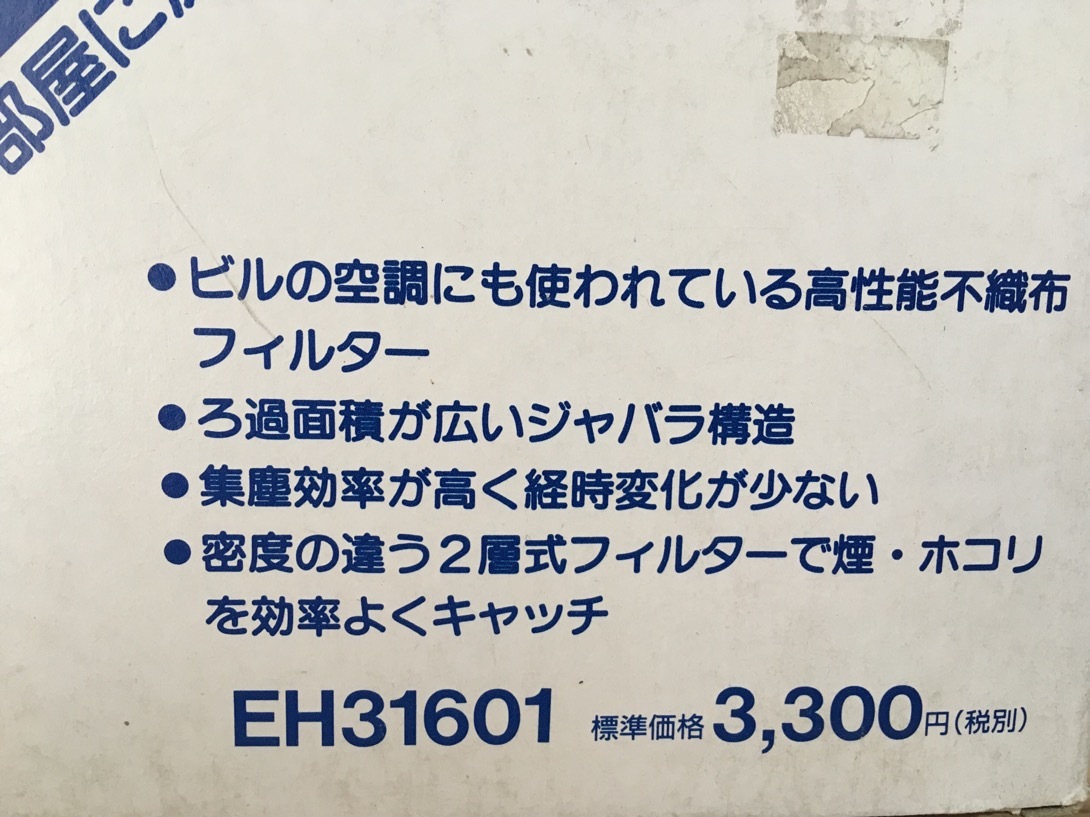 部屋に
●ビルの空調にも使われている高性能不織布
フィルター
●ろ過面積が広いジャバラ構造
●集塵効率が高く経時変化が少ない
●密度の違う2層式フィルターで煙・ホコリ
を効率よくキャッチ
EH31601 標準価格3,300円(税別)